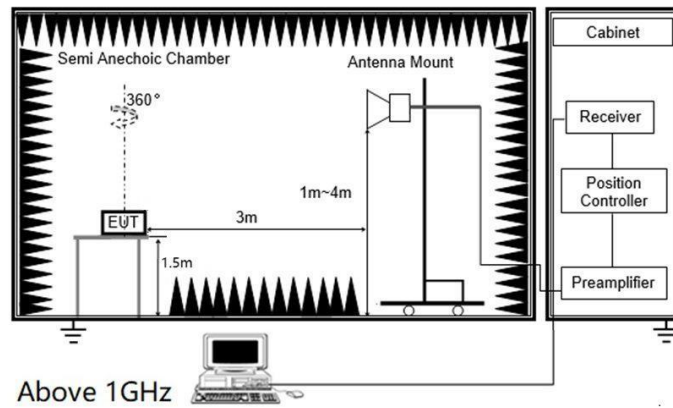 Semi Anechoic Chamber
Antenna Mount
Cabinet
360°
Receiver
1m~4m
Position
Controller
EUT
3m
1.5m
Preamplifier
Above 1GHz